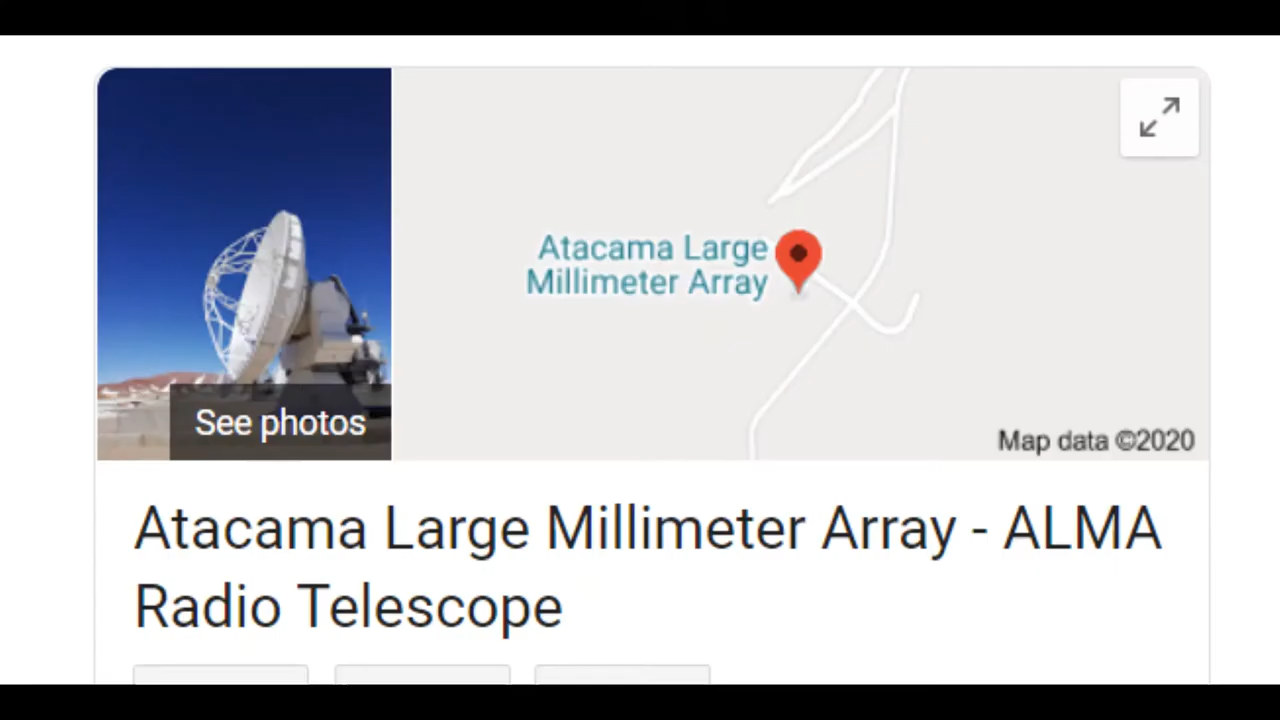 Atacama Large
Millimeter Array
See photos
Map data ©2020
Atacama Large Millimeter Array - ALMA
Radio Telescope